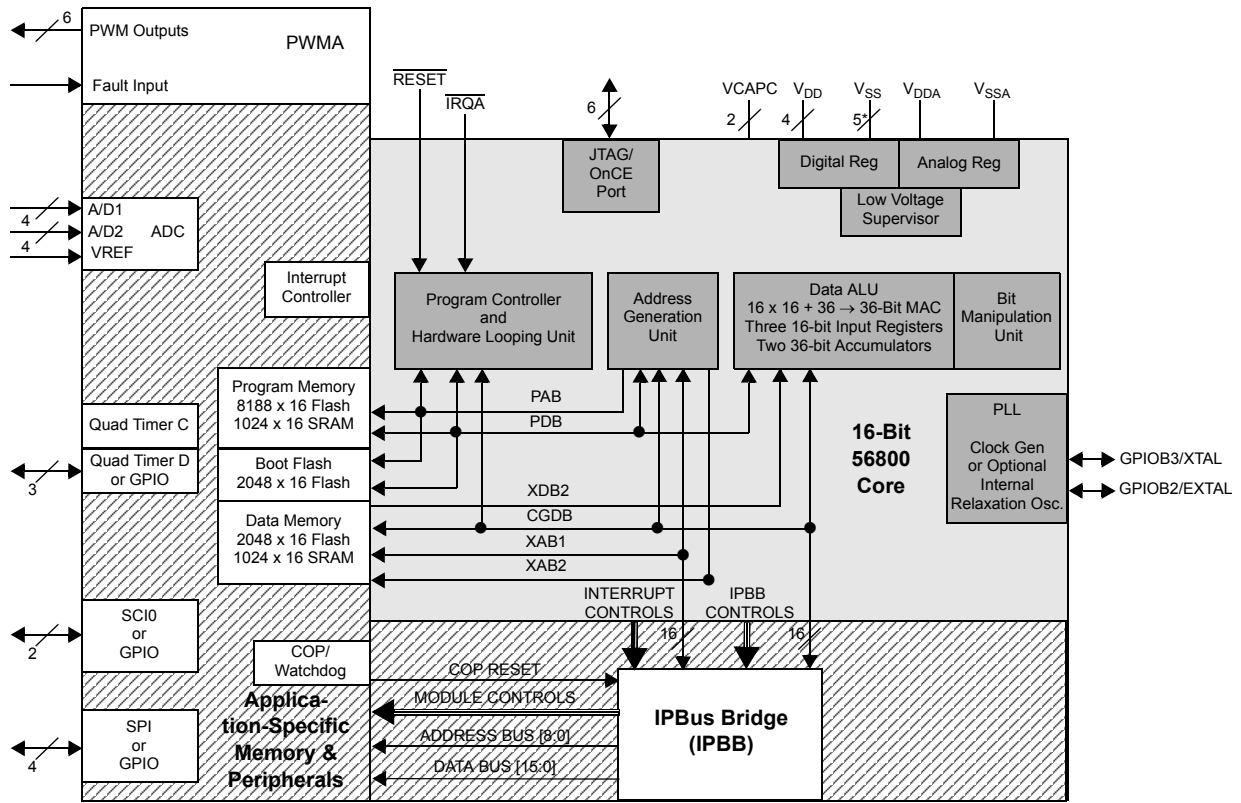 6
PWM Outputs
PWMA
Fault Input
RESET
IRQA
6
JTAG/
OnCE
Port
VCAPC
VDD
VSS
VDDA
VSSA
2
4
5*
Digital Reg
Analog Reg
Low Voltage
Supervisor
4
A/D1
4
A/D2
ADC
VREF
Interrupt
Controller
Program Controller
and
Hardware Looping Unit
Address
Generation
Unit
Data ALU
16 x 16 + 36 → 36-Bit MAC
Three 16-bit Input Registers
Two 36-bit Accumulators
Bit
Manipulation
Unit
Program Memory
8188 x 16 Flash
1024 x 16 SRAM
PAB
PDB
Quad Timer C
Quad Timer D
or GPIO
3
Boot Flash
2048 x 16 Flash
XDB2
CGDB
XAB1
XAB2
Data Memory
2048 x 16 Flash
1024 x 16 SRAM
16-Bit
56800
Core
PLL
Clock Gen
or Optional
Internal
Relaxation Osc.
GPIOB3/XTAL
GPIOB2/EXTAL
INTERRUPT
CONTROLS
IPBB
CONTROLS
16
16
SCI0
or
GPIO
2
COP/
Watchdog
COP RESET
MODULE CONTROLS
ADDRESS BUS [8:0]
DATA BUS [15:0]
IPBus Bridge
(IPBB)
Applica-
tion-Specific
Memory &
Peripherals
SPI
or
GPIO
4